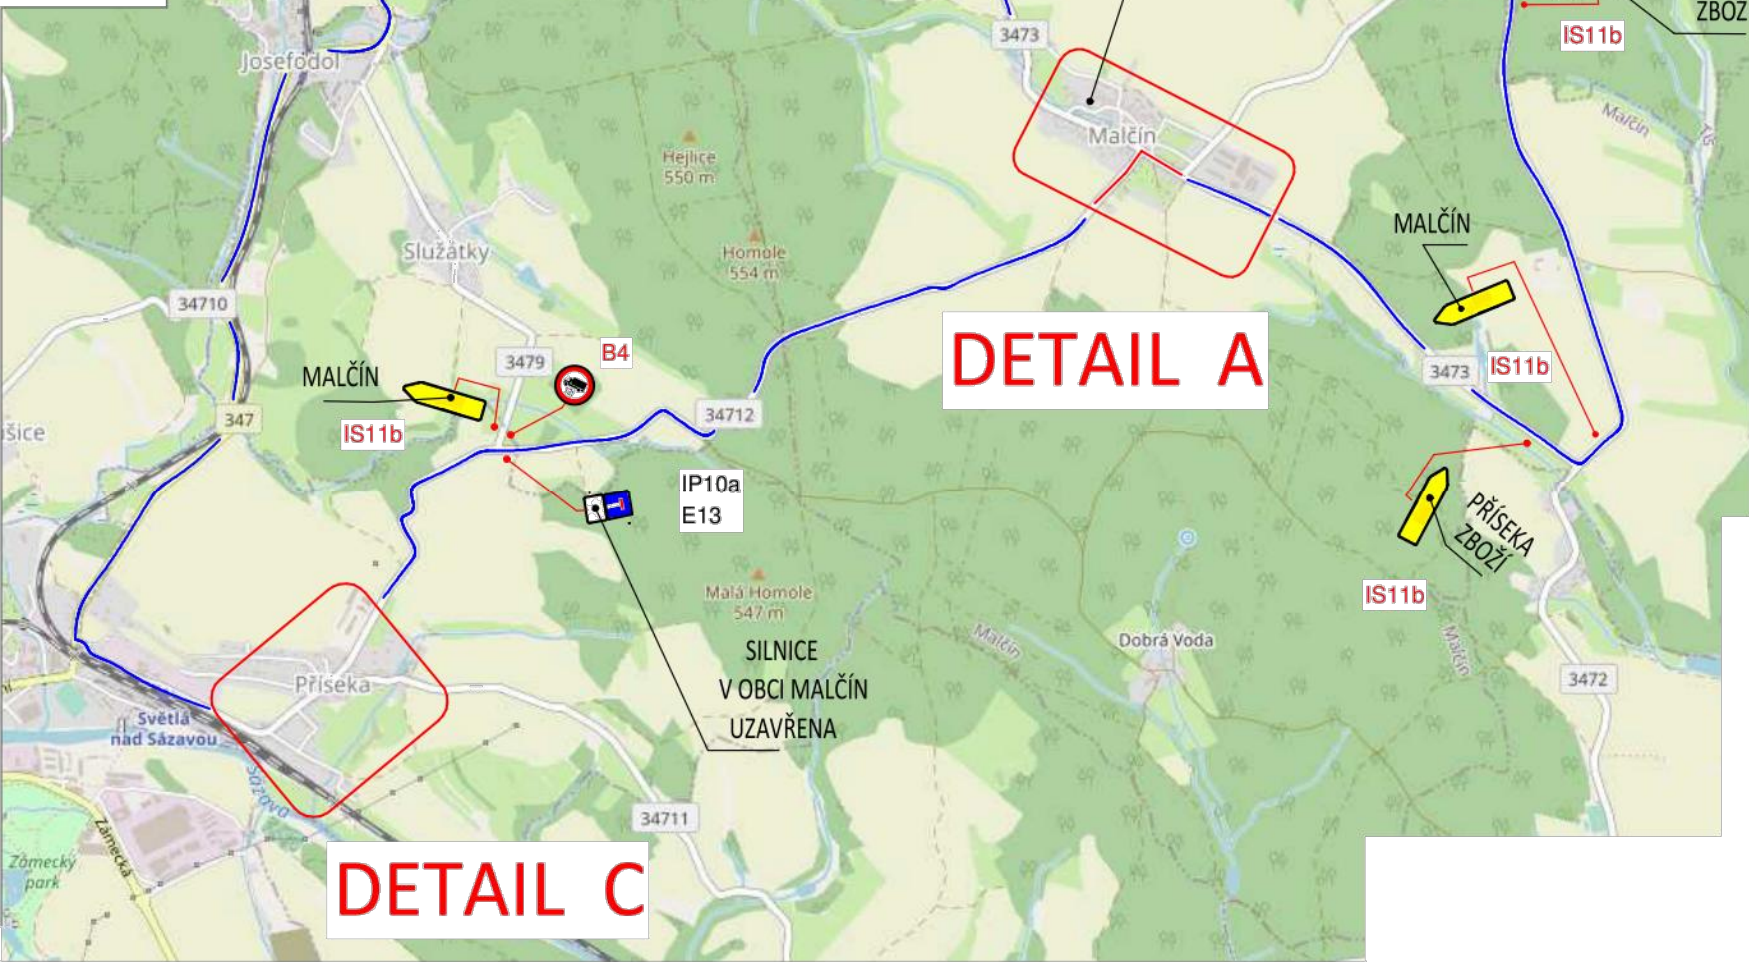 ZBOŽ
IS11b
3473
Josefodol
Malčín
Malčín
Hejlice
550 m
MALČÍN
Služátky
Homole
554 m
34710
B4
3479
MALČÍN
IS11b
3473
DETAIL A
347
34712
IS11b
šice
IP10a
E13
PŘÍSEKA
ZBOŽÍ
Malá Homole
547 m
IS11b
SILNICE
V OBCI MALČÍN
UZAVŘENA
Malčín
Dobrá Voda
Malčín
3472
Příseka
Světlá
nad Sázavou
Sázava
34711
Zámecká
Zámecký
park
DETAIL C